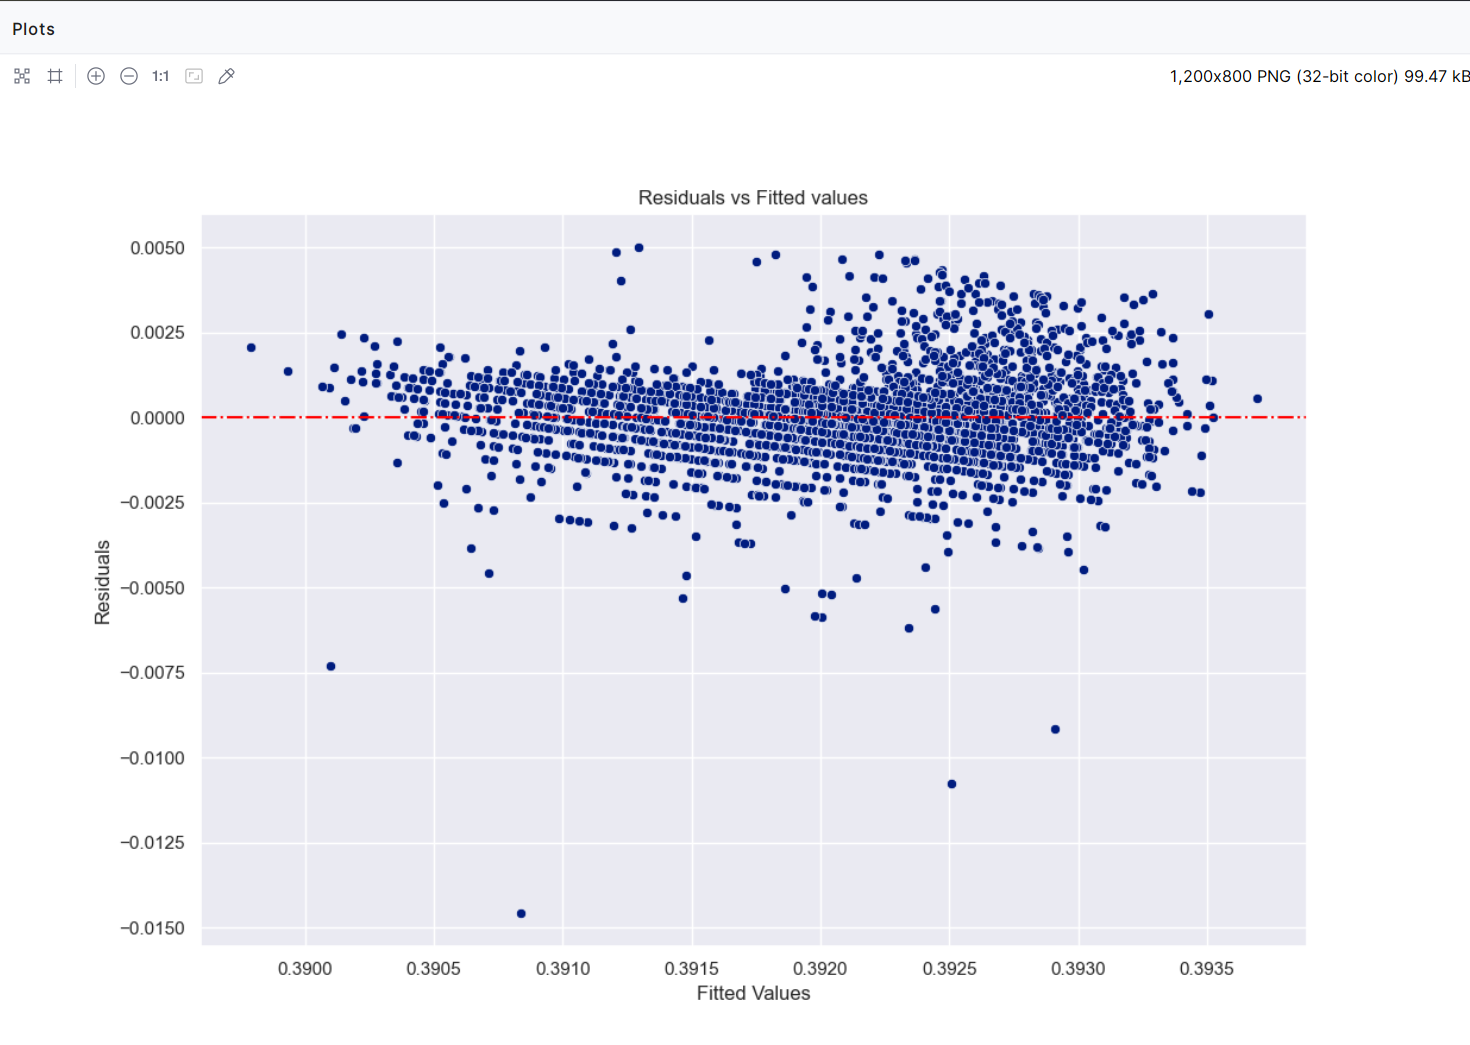 Plots
1:1
1,200x800 PNG (32-bit color) 99.47 kB
Residuals vs Fitted values
0.0050
0.0025
0.0000
−0.0025
−0.0050
−0.0075
−0.0100
−0.0125
−0.0150
Residuals
0.3900 0.3905 0.3910 0.3915 0.3920 0.3925 0.3930 0.3935
Fitted Values